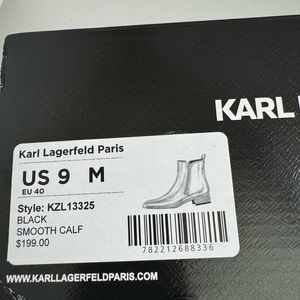 KARL
Karl Lagerfeld Paris
US 9 M
EU 40
Style: KZL13325
BLACK
SMOOTH CALF
$199.00
782212688336
WWW.KARLLAGERFELDPARIS.COM